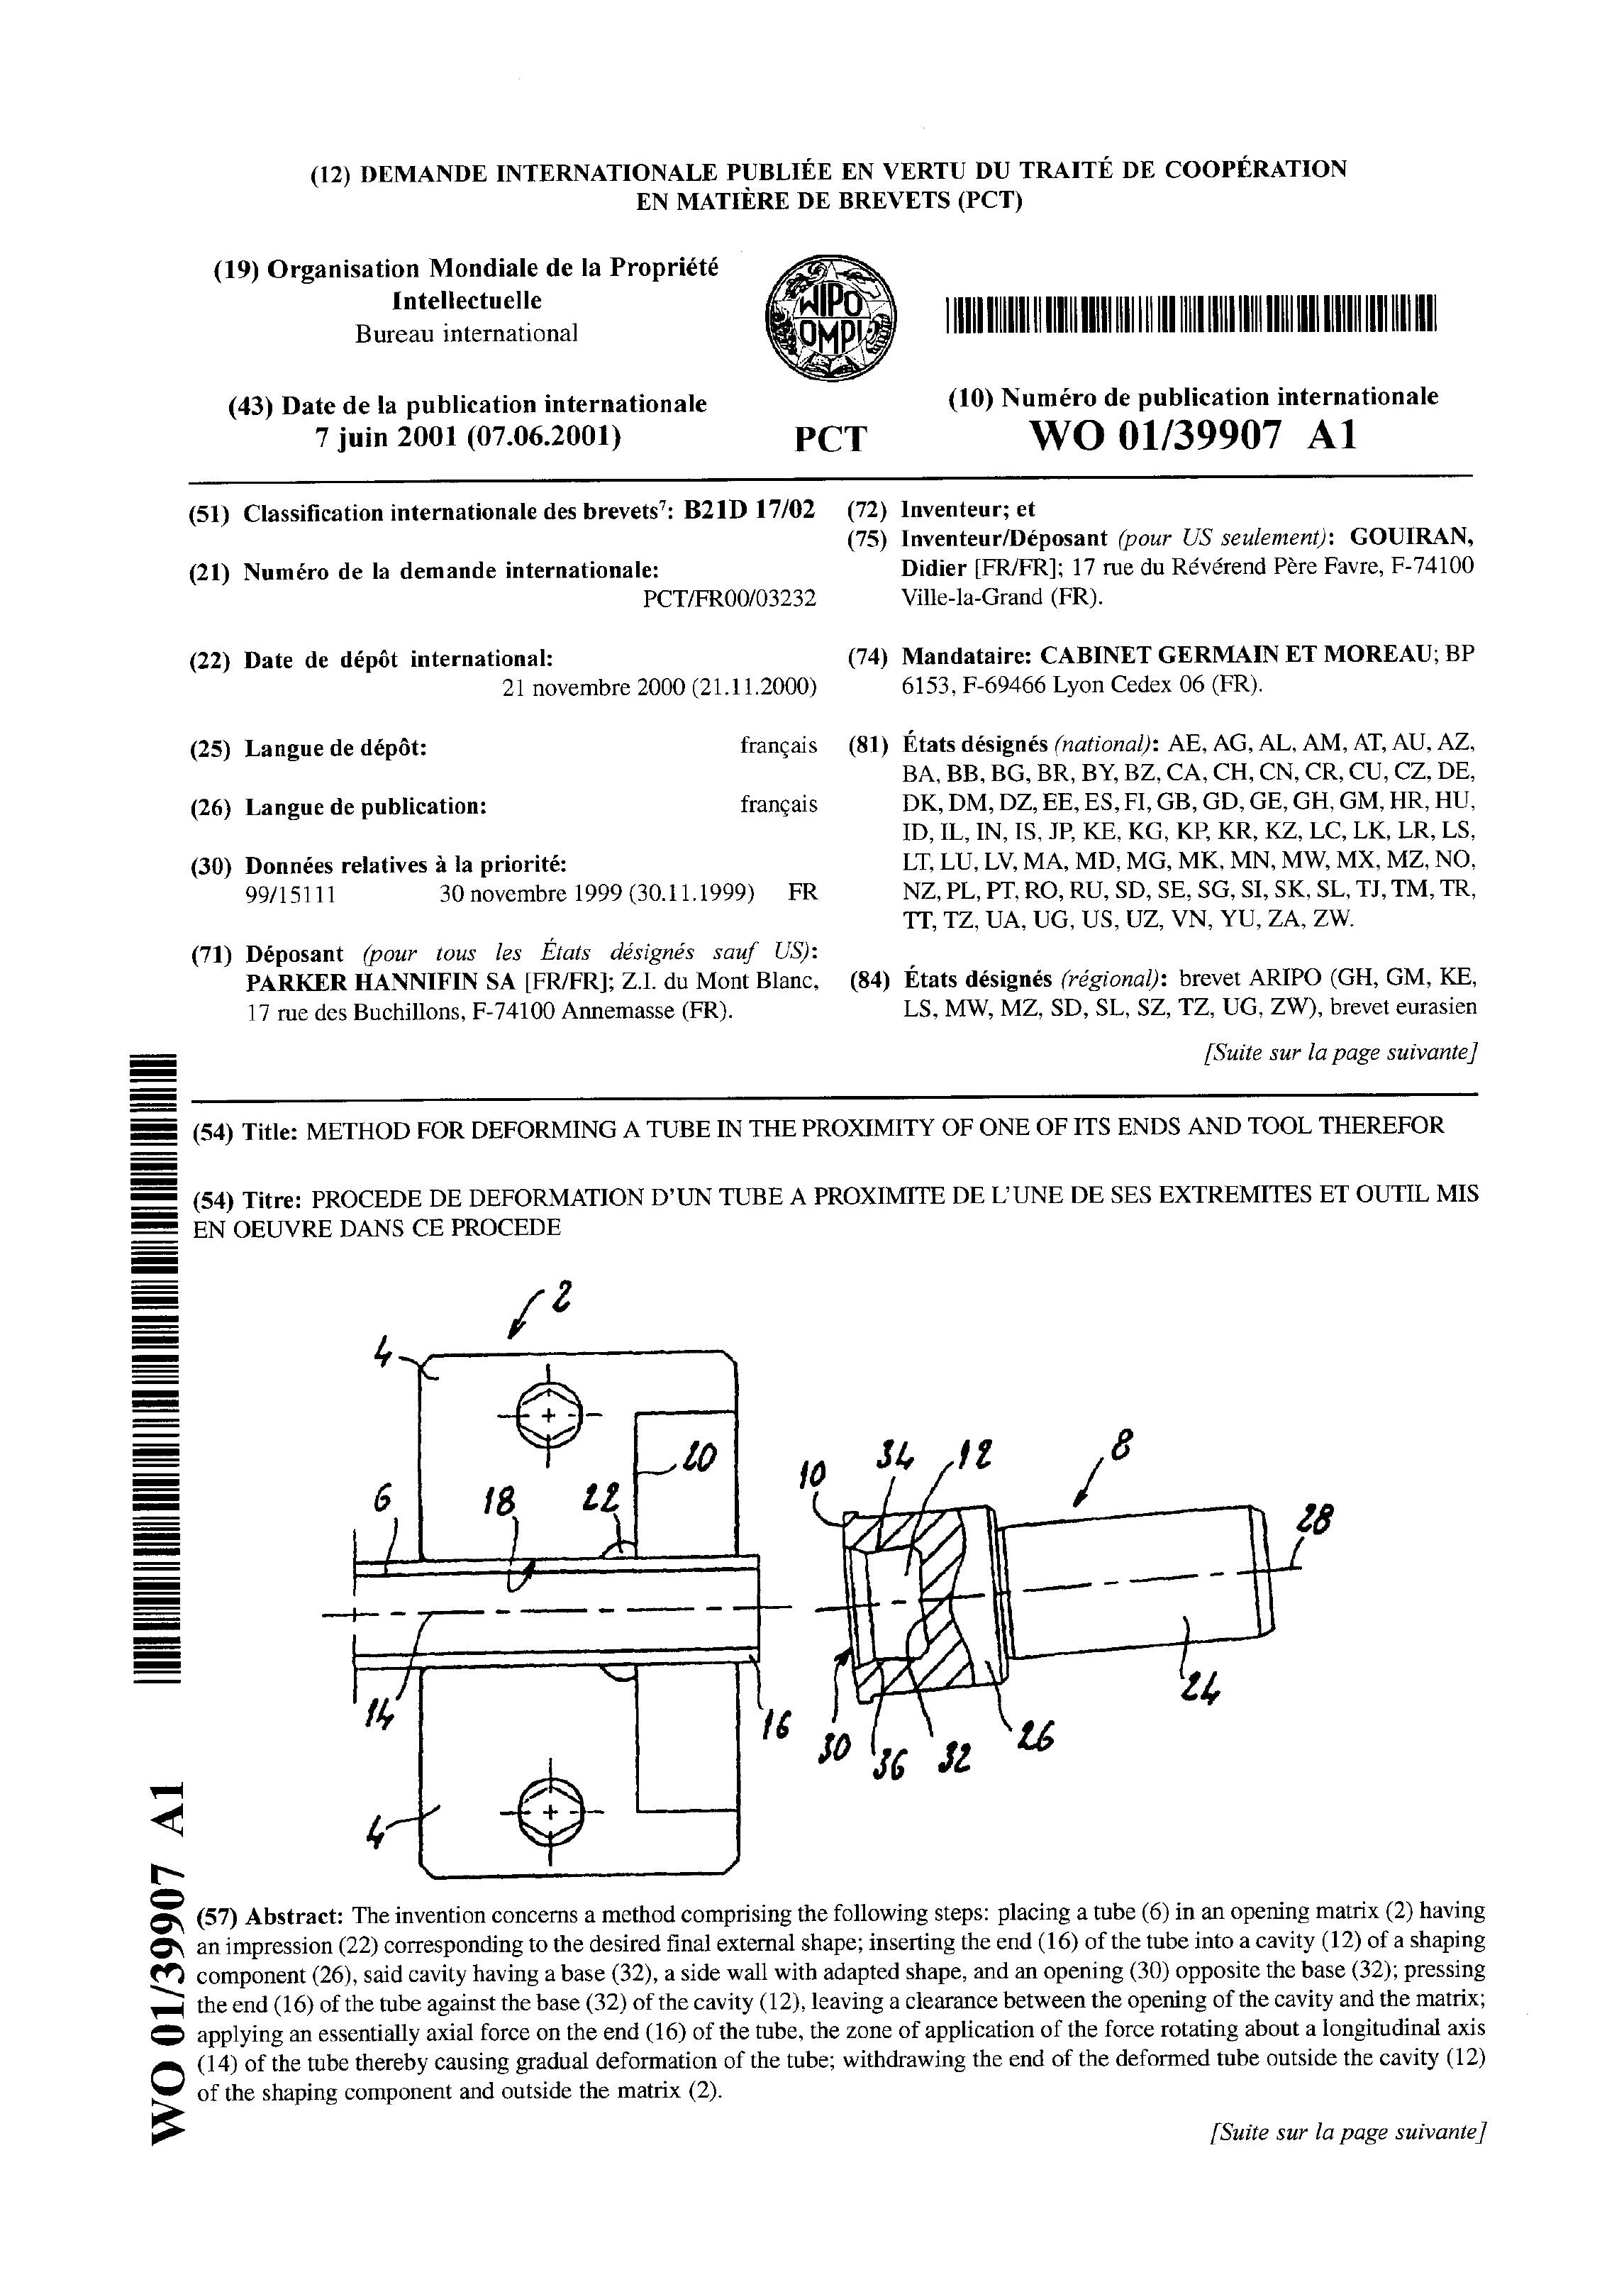 (12) DEMANDE INTERNATIONALE PUBLIÉE EN VERTU DU TRAITÉ DE COOPÉRATION
EN MATIÈRE DE BREVETS (PCT)
(19) Organisation Mondiale de la Propriété
Intellectuelle
Bureau international
WIPO
OMPI
(43) Date de la publication internationale
7 juin 2001 (07.06.2001)
PCT
(10) Numéro de publication internationale
WO 01/39907 A1
(51) Classification internationale des brevets7: B21D 17/02
(21) Numéro de la demande internationale:
PCT/FR00/03232
(22) Date de dépôt international:
21 novembre 2000 (21.11.2000)
(25) Langue de dépôt: français
(26) Langue de publication: français
(30) Données relatives à la priorité:
99/15111 30 novembre 1999 (30.11.1999) FR
(71) Déposant (pour tous les États désignés sauf US):
PARKER HANNIFIN SA [FR/FR]; Z.I. du Mont Blanc,
17 rue des Buchillons, F-74100 Annemasse (FR).
(72) Inventeur; et
(75) Inventeur/Déposant (pour US seulement): GOUIRAN,
Didier [FR/FR]; 17 rue du Révérend Père Favre, F-74100
Ville-la-Grand (FR).
(74) Mandataire: CABINET GERMAIN ET MOREAU; BP
6153, F-69466 Lyon Cedex 06 (FR).
(81) États désignés (national): AE, AG, AL, AM, AT, AU, AZ,
BA, BB, BG, BR, BY, BZ, CA, CH, CN, CR, CU, CZ, DE,
DK, DM, DZ, EE, ES, FI, GB, GD, GE, GH, GM, HR, HU,
ID, IL, IN, IS, JP, KE, KG, KP, KR, KZ, LC, LK, LR, LS,
LT, LU, LV, MA, MD, MG, MK, MN, MW, MX, MZ, NO,
NZ, PL, PT, RO, RU, SD, SE, SG, SI, SK, SL, TJ, TM, TR,
TT, TZ, UA, UG, US, UZ, VN, YU, ZA, ZW.
(84) États désignés (régional): brevet ARIPO (GH, GM, KE,
LS, MW, MZ, SD, SL, SZ, TZ, UG, ZW), brevet eurasien
[Suite sur la page suivante]
(54) Title: METHOD FOR DEFORMING A TUBE IN THE PROXIMITY OF ONE OF ITS ENDS AND TOOL THEREFOR
(54) Titre: PROCEDE DE DEFORMATION D'UN TUBE A PROXIMITE DE L'UNE DE SES EXTREMITES ET OUTIL MIS
EN OEUVRE DANS CE PROCEDE
2
4
20
6
18
22
10
34
12
8
28
14
16
30
36
32
26
24
4
(57) Abstract: The invention concerns a method comprising the following steps: placing a tube (6) in an opening matrix (2) having
an impression (22) corresponding to the desired final external shape; inserting the end (16) of the tube into a cavity (12) of a shaping
component (26), said cavity having a base (32), a side wall with adapted shape, and an opening (30) opposite the base (32); pressing
the end (16) of the tube against the base (32) of the cavity (12), leaving a clearance between the opening of the cavity and the matrix;
applying an essentially axial force on the end (16) of the tube, the zone of application of the force rotating about a longitudinal axis
(14) of the tube thereby causing gradual deformation of the tube; withdrawing the end of the deformed tube outside the cavity (12)
of the shaping component and outside the matrix (2).
[Suite sur la page suivante]
WO 01/39907 A1